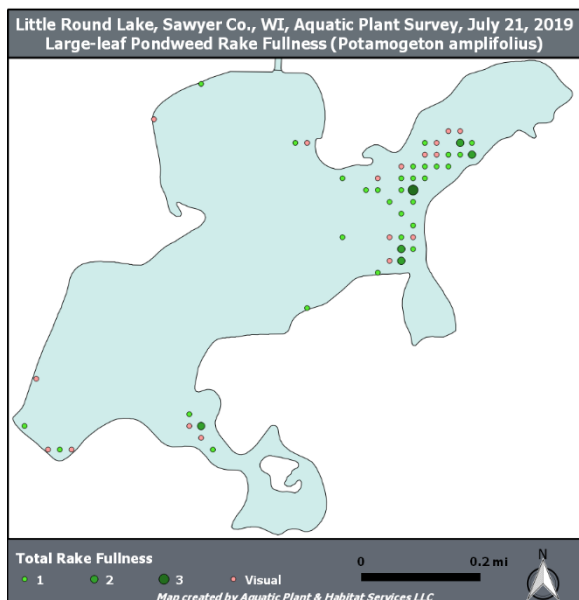 Little Round Lake, Sawyer Co., WI, Aquatic Plant Survey, July 21, 2019
Large-leaf Pondweed Rake Fullness (Potamogeton amplifolius)
Total Rake Fullness
1 2 3 Visual
0 0.2 mi
N
Map created by Aquatic Plant & Habitat Services LLC